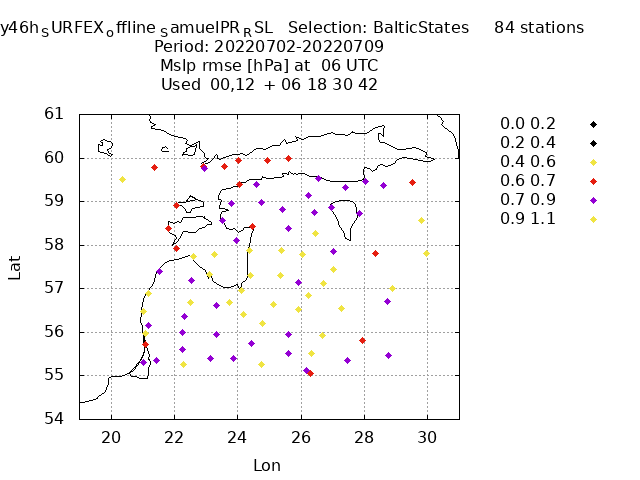 y46h_SURFEX_offline_SamuelPR_RSL   Selection: BalticStates     84 stations
Period: 20220702-20220709
Mslp rmse [hPa] at  06 UTC
Used  00,12  + 06 18 30 42
61
60
59
58
57
56
55
54
Lat
20 22 24 26 28 30
Lon
0.0 0.2
0.2 0.4
0.4 0.6
0.6 0.7
0.7 0.9
0.9 1.1